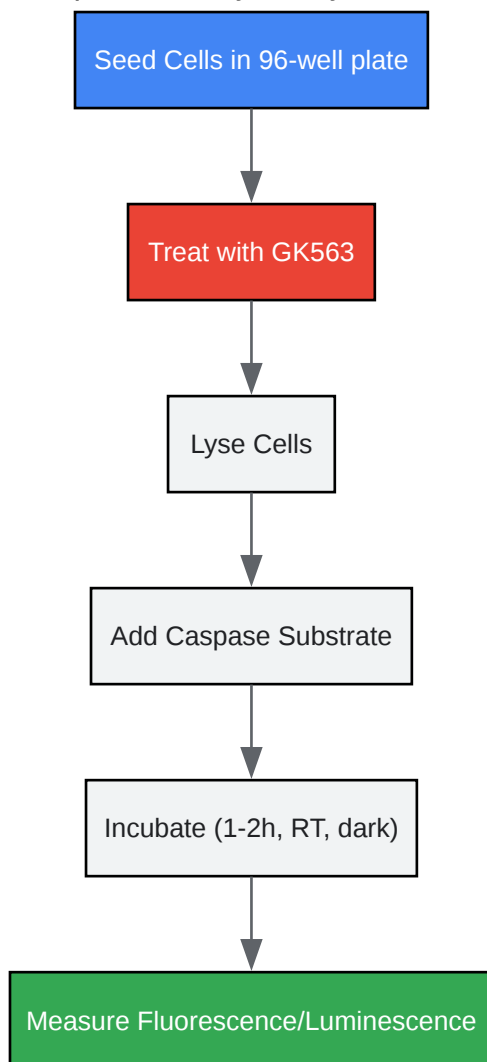 Seed Cells in 96-well plate
Treat with GK563
Lyse Cells
Add Caspase Substrate
Incubate (1-2h, RT, dark)
Measure Fluorescence/Luminescence